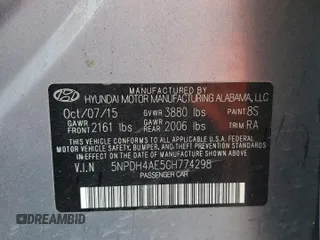 MANUFACTURED BY
HYUNDAI MOTOR MANUFACTURING ALABAMA, LLC
Oct/07/15 GVWR 3880 lbs PAINT 8S
GAWR FRONT 2161 lbs GAWR REAR 2006 lbs TRIM RA
THIS VEHICLE CONFORMS TO ALL APPLICABLE
FEDERAL MOTOR VEHICLE SAFETY, BUMPER, AND
THEFT PREVENTION STANDARDS IN EFFECT ON
THE DATE OF MANUFACTURE SHOWN ABOVE.
V.I.N 5NPDH4AE5GH774298
PASSENGER CAR
DREAMBID